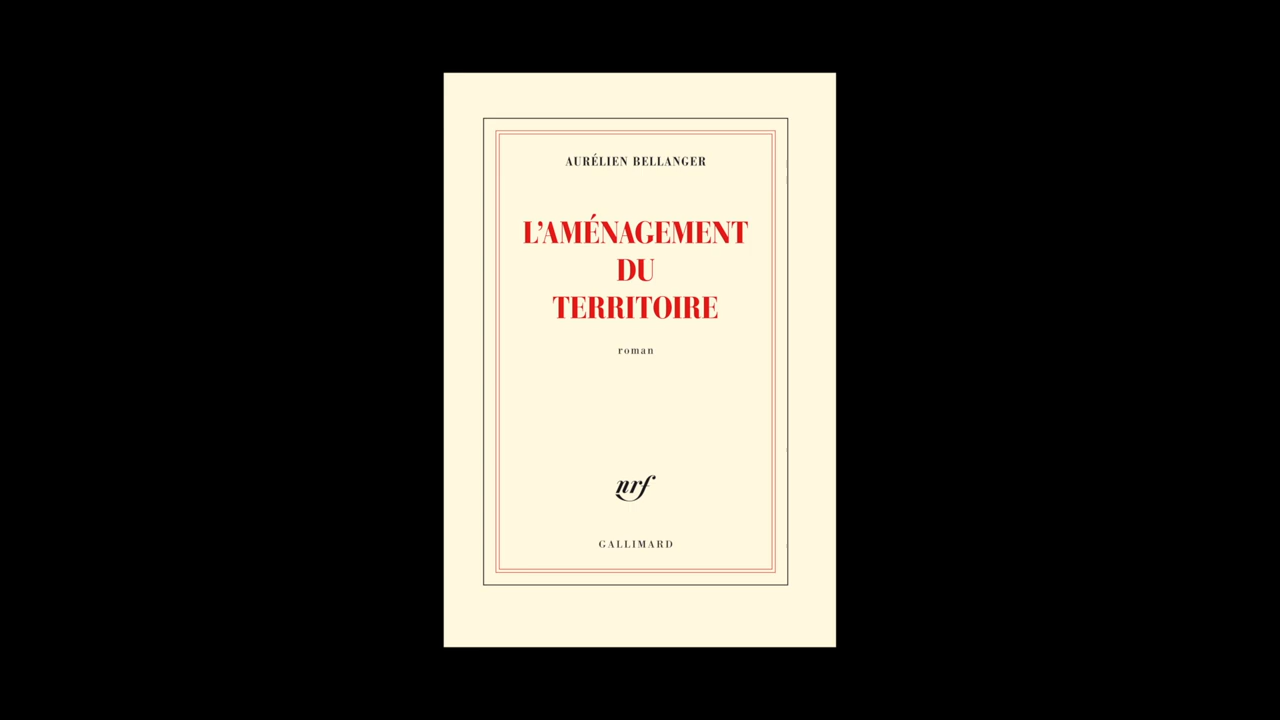 AURÉLIEN BELLANGER
L’AMÉNAGEMENT
DU
TERRITOIRE
roman
nrf
GALLIMARD